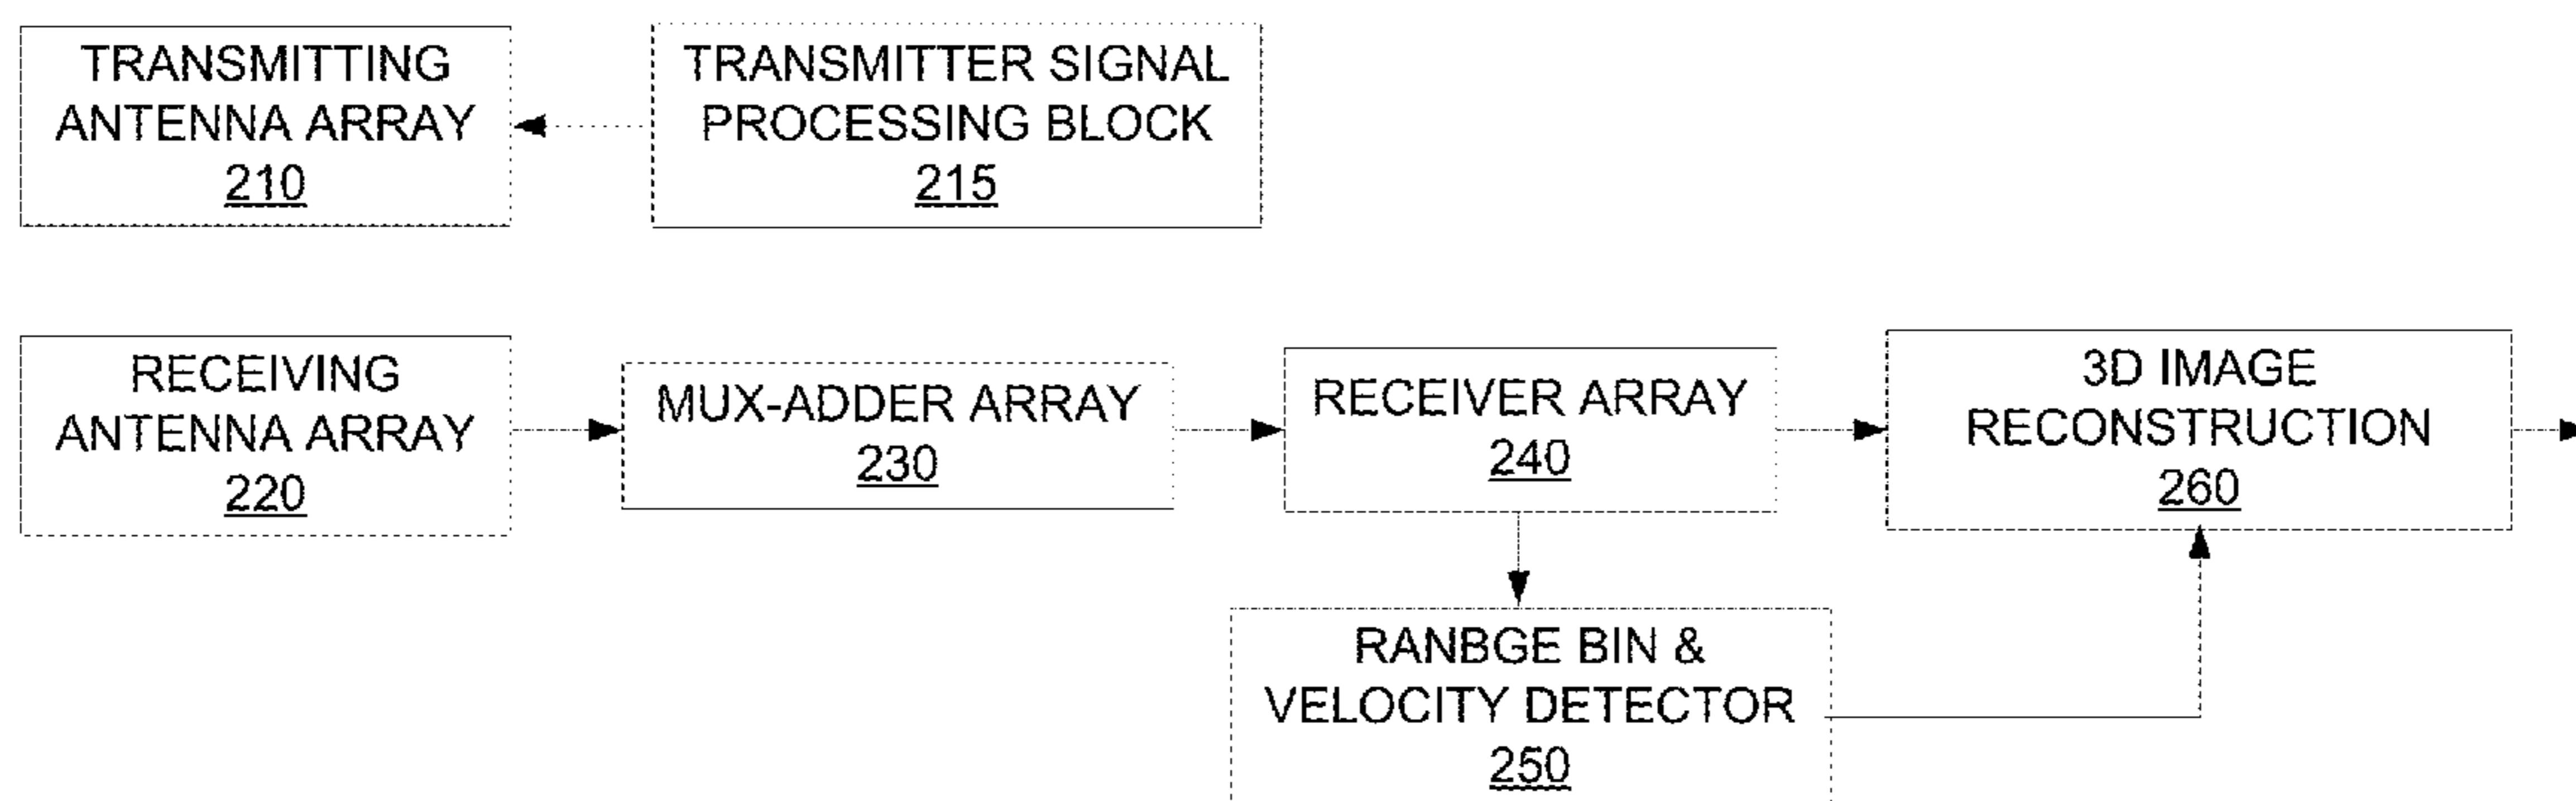 TRANSMITTING
ANTENNA ARRAY
210
TRANSMITTER SIGNAL
PROCESSING BLOCK
215
RECEIVING
ANTENNA ARRAY
220
MUX-ADDER ARRAY
230
RECEIVER ARRAY
240
3D IMAGE
RECONSTRUCTION
260
RANBGE BIN &
VELOCITY DETECTOR
250